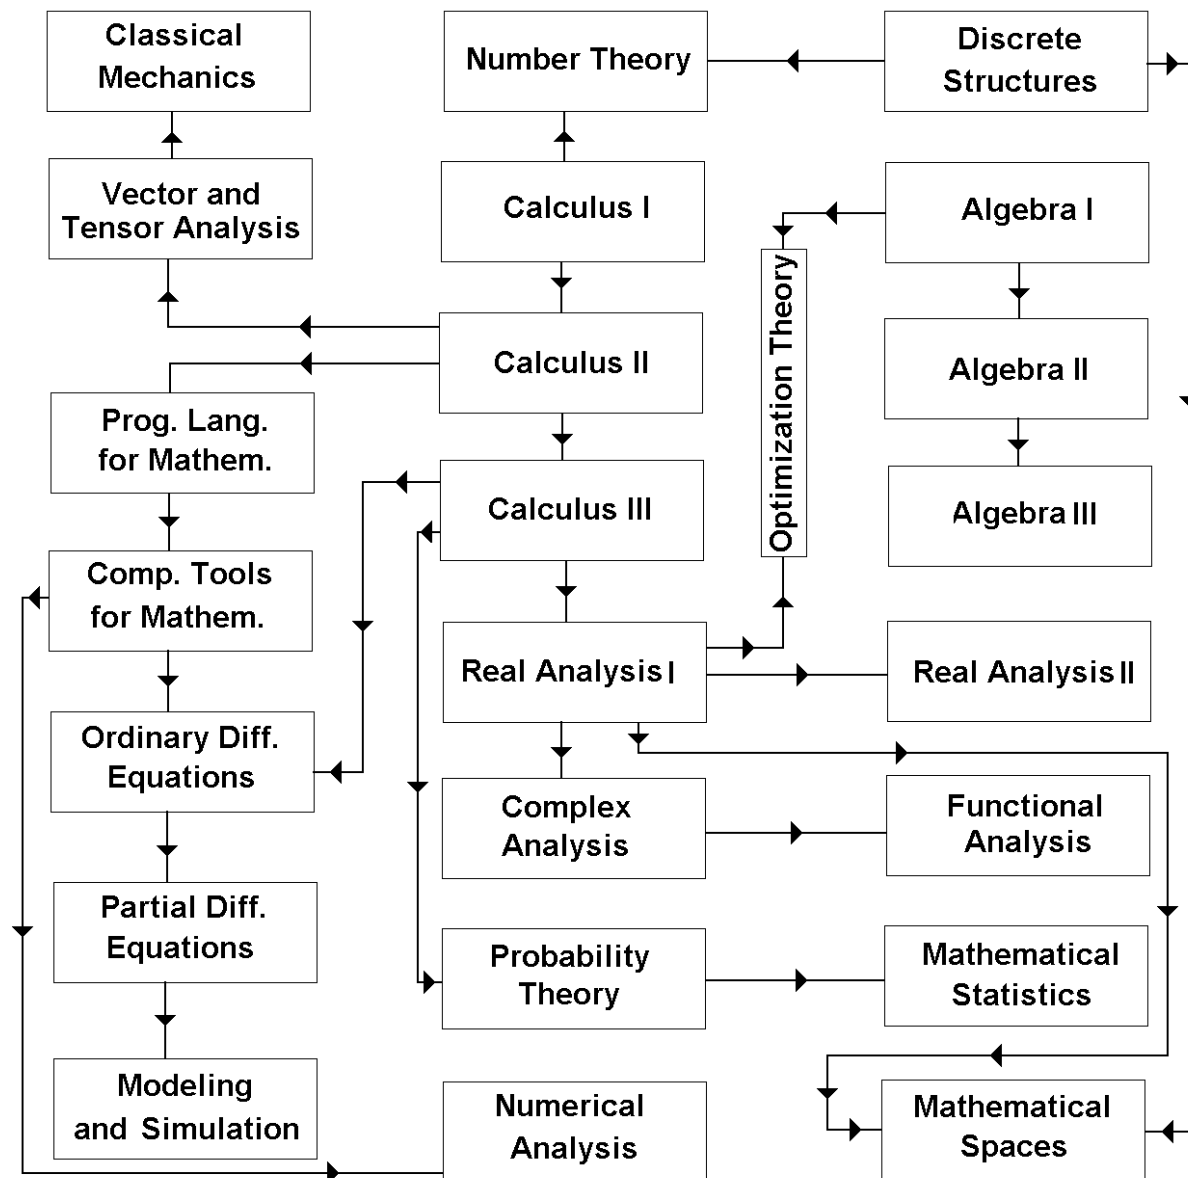 Classical
Mechanics
Number Theory
Discrete
Structures
Vector and
Tensor Analysis
Calculus I
Algebra I
Optimization Theory
Calculus II
Algebra II
Prog. Lang.
for Mathem.
Calculus III
Algebra III
Comp. Tools
for Mathem.
Real Analysis I
Real Analysis II
Ordinary Diff.
Equations
Complex
Analysis
Functional
Analysis
Partial Diff.
Equations
Probability
Theory
Mathematical
Statistics
Modeling
and Simulation
Numerical
Analysis
Mathematical
Spaces